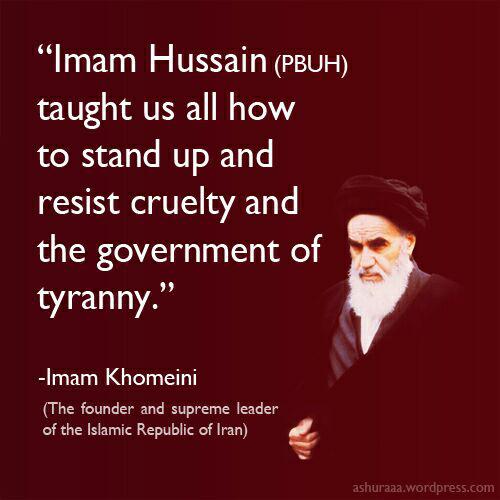 “Imam Hussain (PBUH)
taught us all how
to stand up and
resist cruelty and
the government of
tyranny.”
-Imam Khomeini
(The founder and supreme leader
of the Islamic Republic of Iran)
ashuraaa.wordpress.com